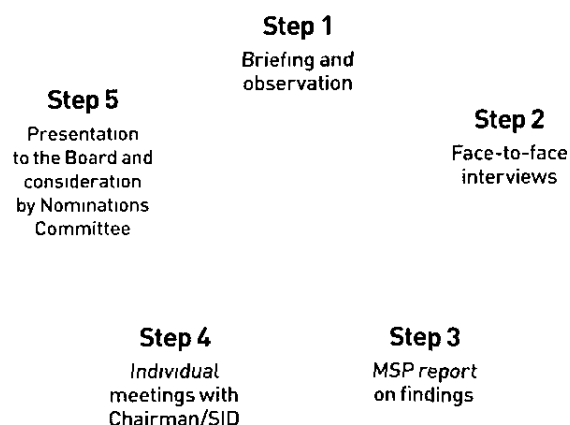 Step 1
Briefing and
observation
Step 2
Face-to-face
interviews
Step 3
MSP report
on findings
Step 4
Individual
meetings with
Chairman/SID
Step 5
Presentation
to the Board and
consideration
by Nominations
Committee